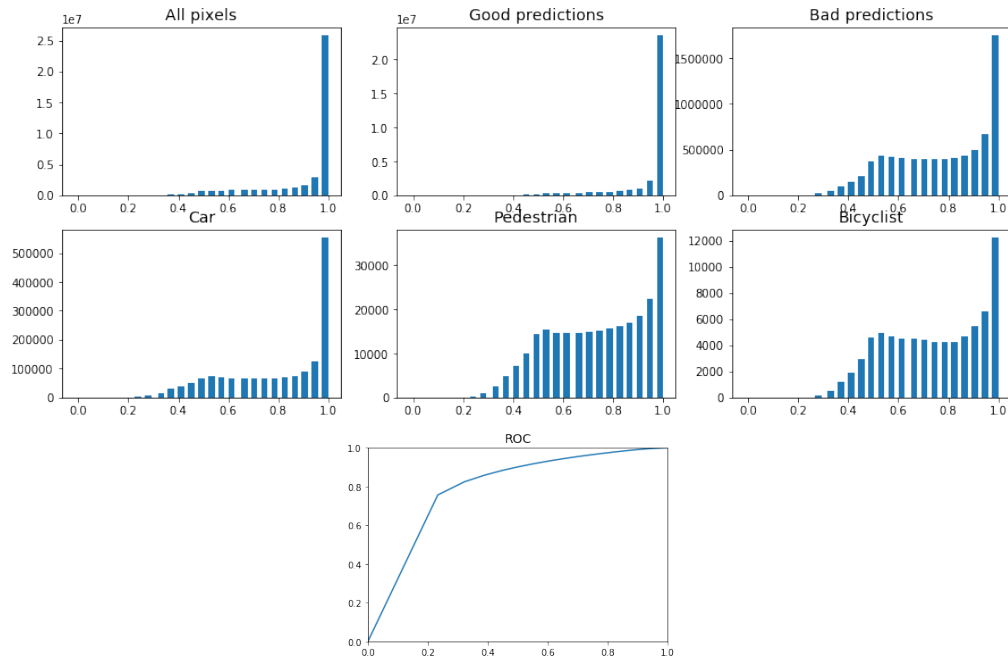 All pixels
1e7
2.5
2.0
1.5
1.0
0.5
0.0
0.0 0.2 0.4 0.6 0.8 1.0
Good predictions
1e7
2.0
1.5
1.0
0.5
0.0
0.0 0.2 0.4 0.6 0.8 1.0
Bad predictions
1500000
1000000
500000
0
0.0 0.2 0.4 0.6 0.8 1.0
Car
500000
400000
300000
200000
100000
0
0.0 0.2 0.4 0.6 0.8 1.0
Pedestrian
30000
20000
10000
0
0.0 0.2 0.4 0.6 0.8 1.0
Bicyclist
12000
10000
8000
6000
4000
2000
0
0.0 0.2 0.4 0.6 0.8 1.0
ROC
1.0
0.8
0.6
0.4
0.2
0.0
0.0 0.2 0.4 0.6 0.8 1.0